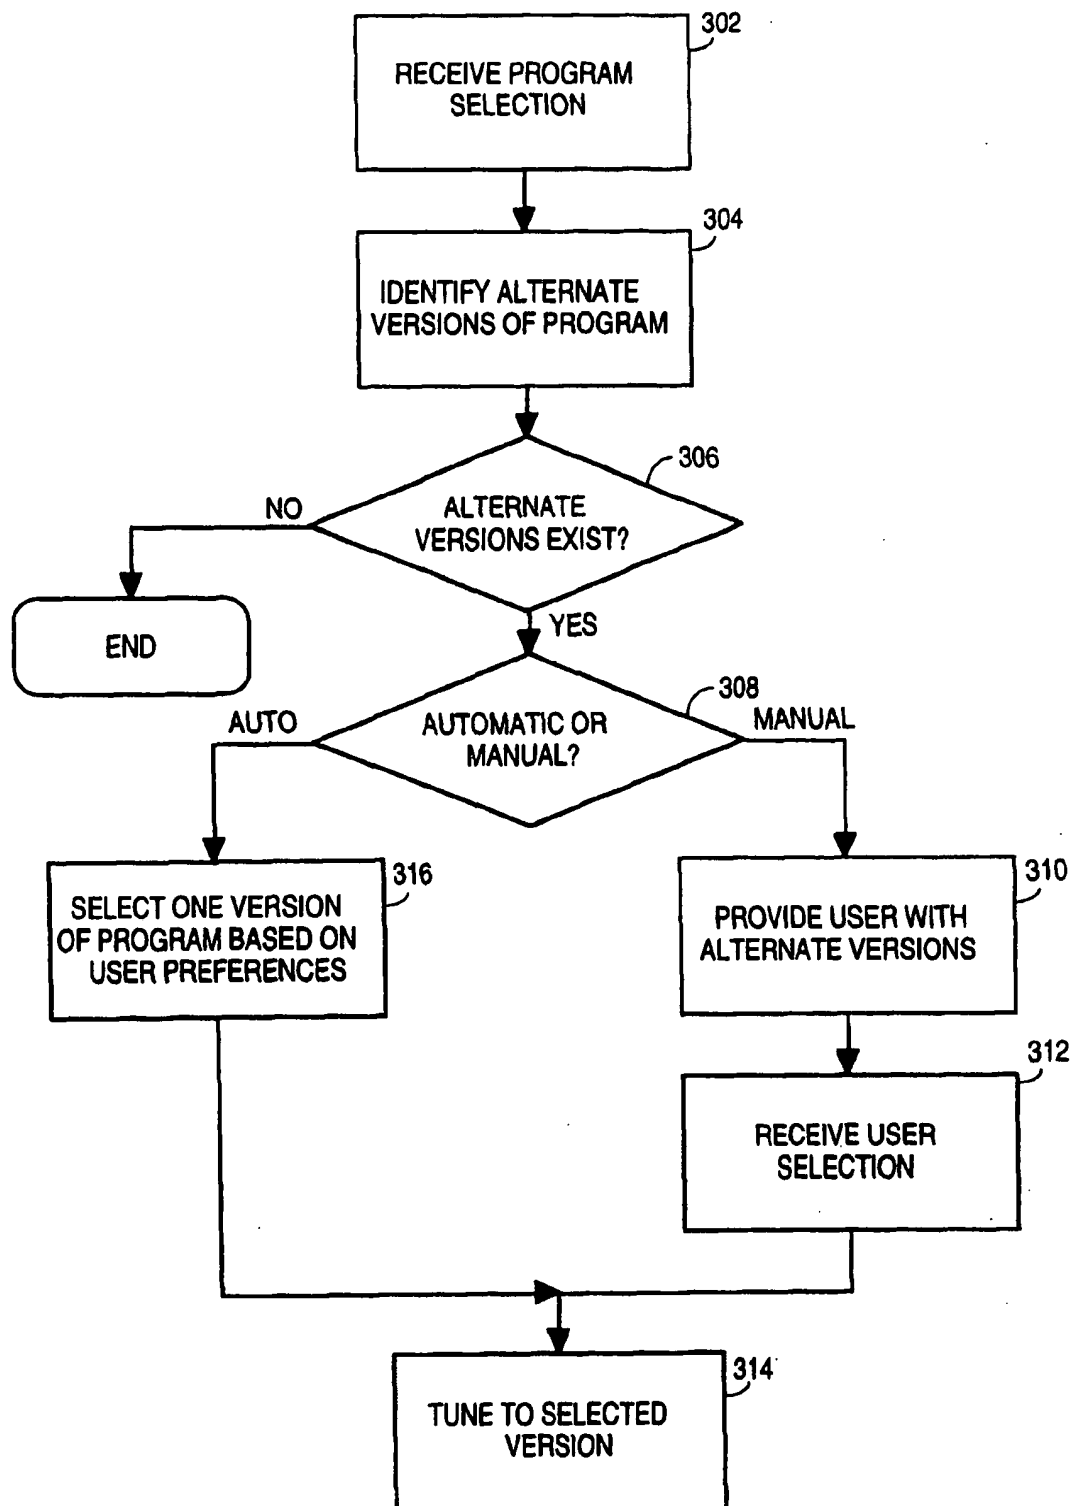 302
RECEIVE PROGRAM
SELECTION
304
IDENTIFY ALTERNATE
VERSIONS OF PROGRAM
306
ALTERNATE
VERSIONS EXIST?
NO
END
YES
308
AUTOMATIC OR
MANUAL?
AUTO
MANUAL
316
SELECT ONE VERSION
OF PROGRAM BASED ON
USER PREFERENCES
310
PROVIDE USER WITH
ALTERNATE VERSIONS
312
RECEIVE USER
SELECTION
314
TUNE TO SELECTED
VERSION